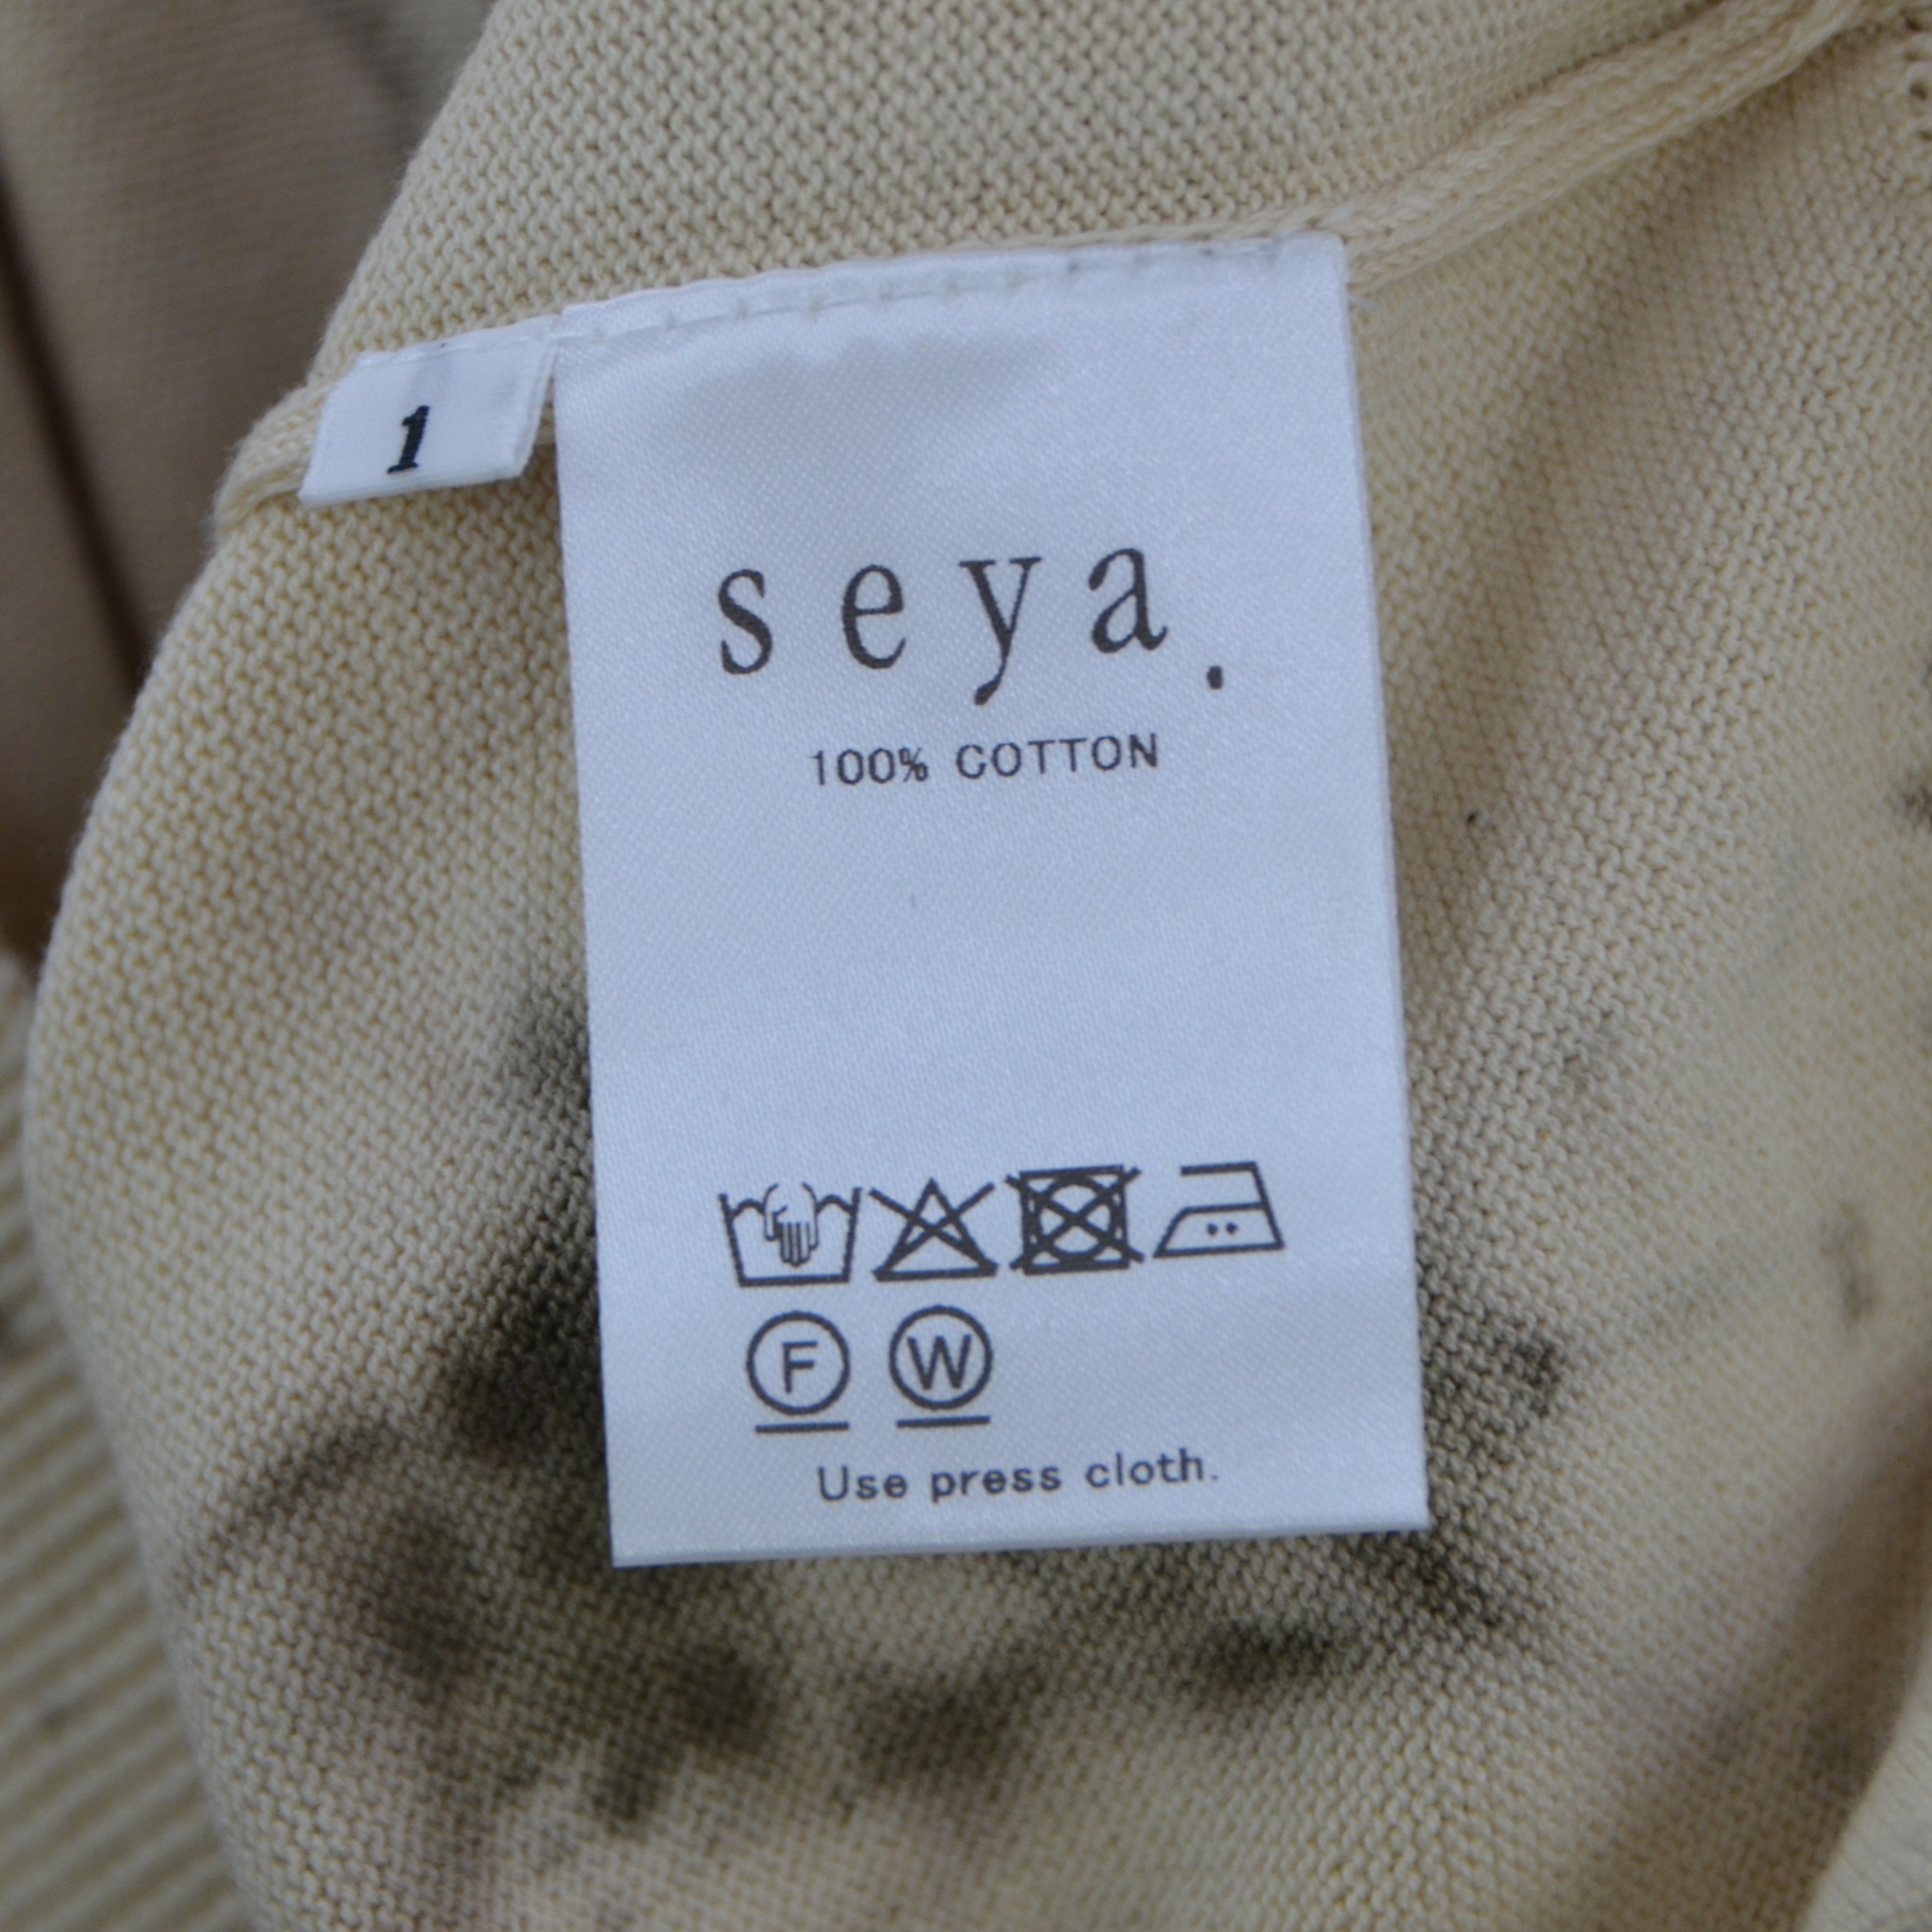 1
seya.
100% COTTON
F W
Use press cloth.